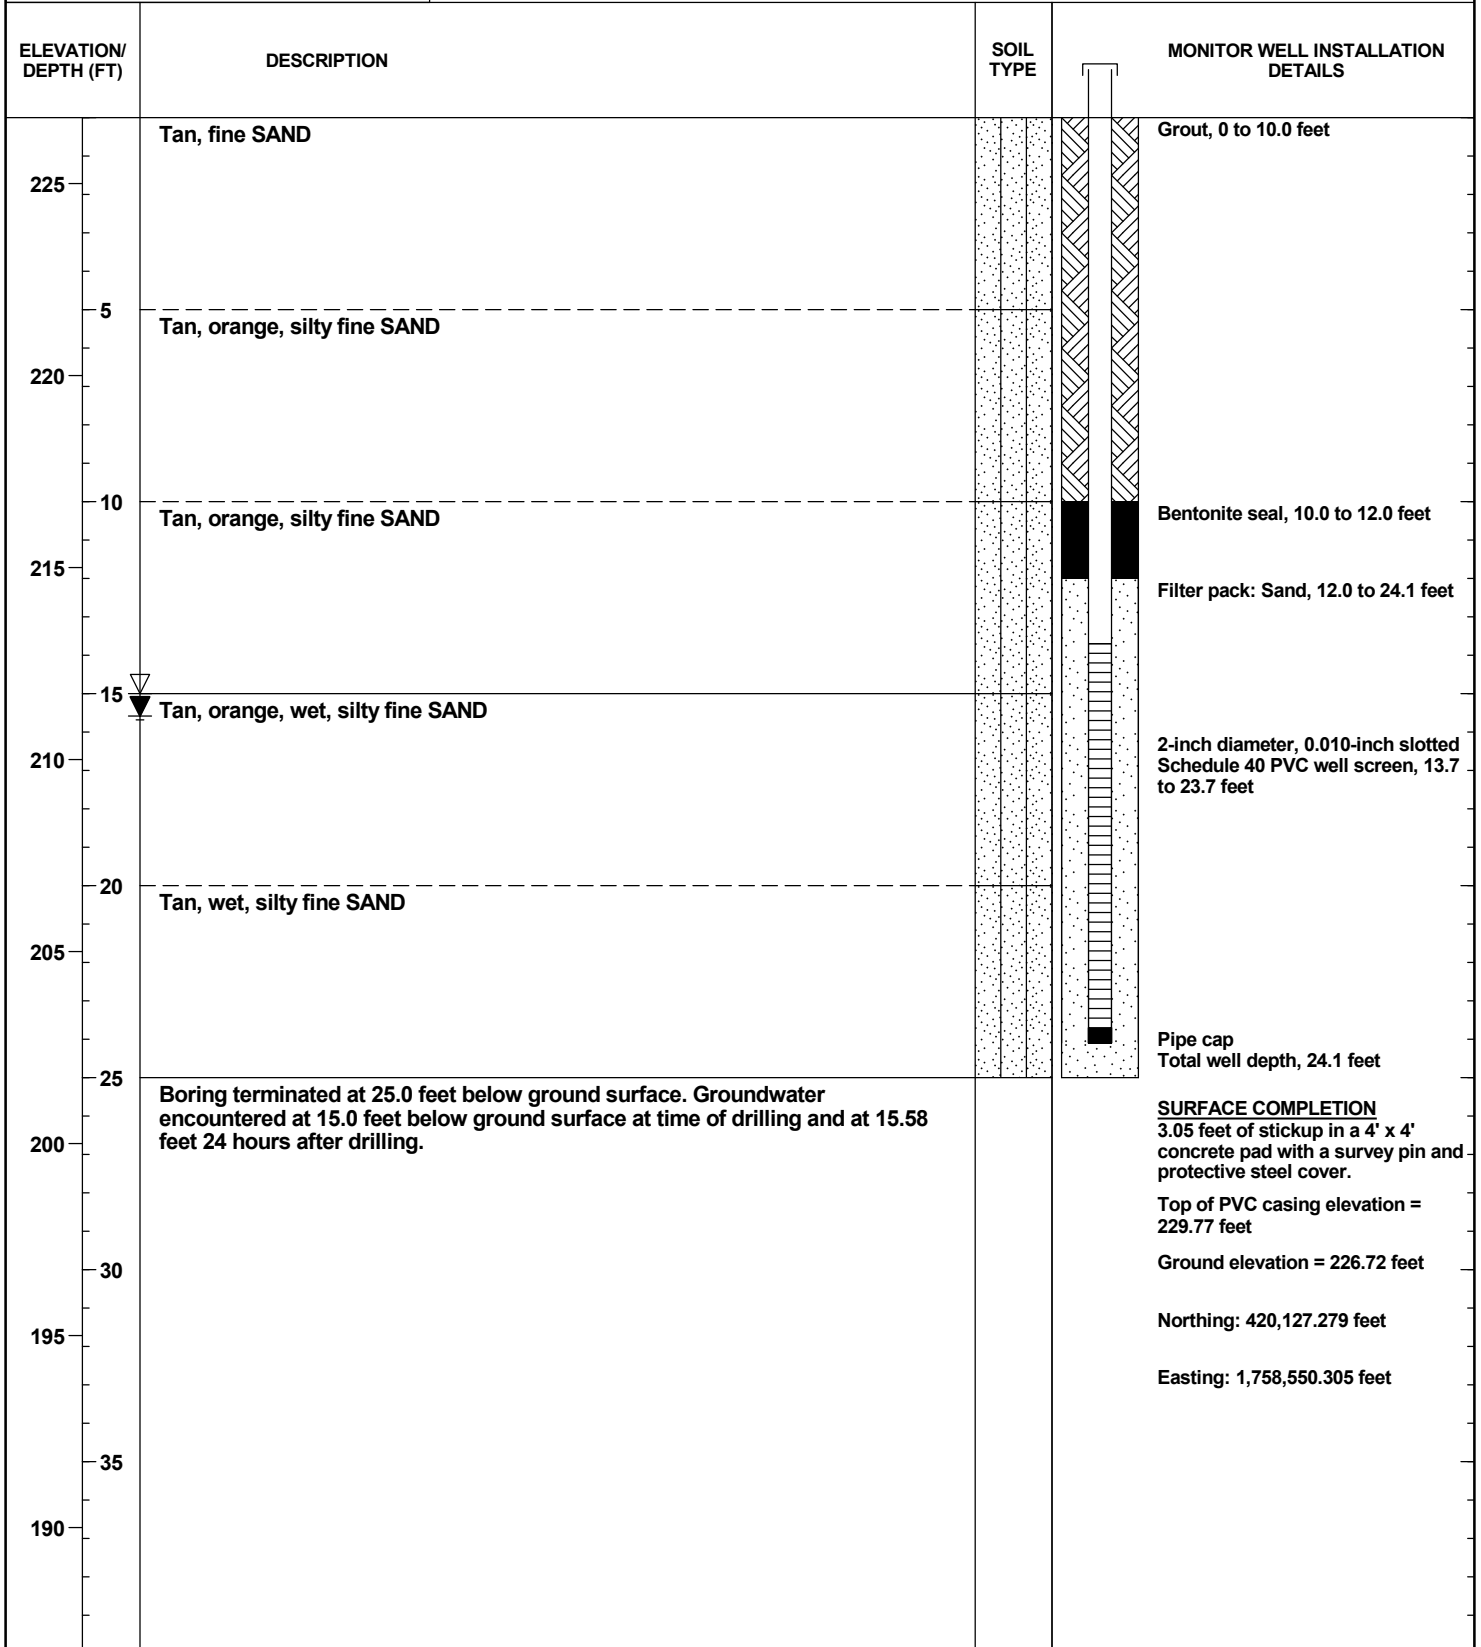 ELEVATION/
DEPTH (FT)
DESCRIPTION
SOIL
TYPE
MONITOR WELL INSTALLATION
DETAILS
Tan, fine SAND
Grout, 0 to 10.0 feet
225
5
Tan, orange, silty fine SAND
220
10
Tan, orange, silty fine SAND
Bentonite seal, 10.0 to 12.0 feet
215
Filter pack: Sand, 12.0 to 24.1 feet
15
Tan, orange, wet, silty fine SAND
210
2-inch diameter, 0.010-inch slotted
Schedule 40 PVC well screen, 13.7
to 23.7 feet
20
Tan, wet, silty fine SAND
205
Pipe cap
Total well depth, 24.1 feet
25
Boring terminated at 25.0 feet below ground surface. Groundwater
encountered at 15.0 feet below ground surface at time of drilling and at 15.58
feet 24 hours after drilling.
200
SURFACE COMPLETION
3.05 feet of stickup in a 4' x 4'
concrete pad with a survey pin and
protective steel cover.
Top of PVC casing elevation =
229.77 feet
30
Ground elevation = 226.72 feet
195
Northing: 420,127.279 feet
Easting: 1,758,550.305 feet
35
190